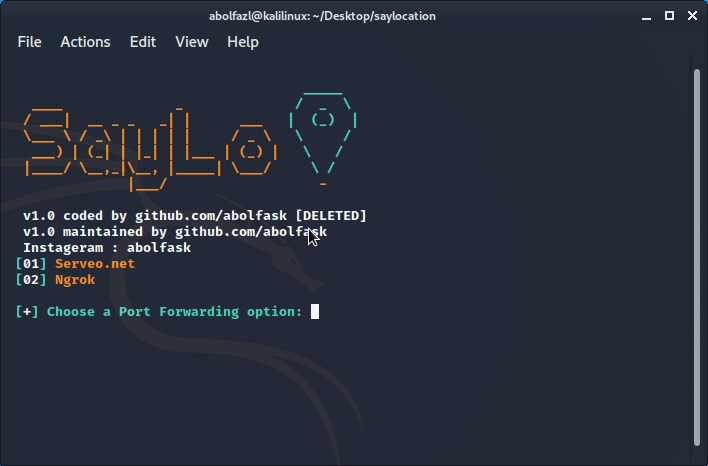 abolfazl@kalilinux: ~/Desktop/saylocation
File Actions Edit View Help
SayLo
v1.0 coded by github.com/abolfask [DELETED]
v1.0 maintained by github.com/abolfask
Instageram : abolfask
[01] Serveo.net
[02] Ngrok
[+] Choose a Port Forwarding option: